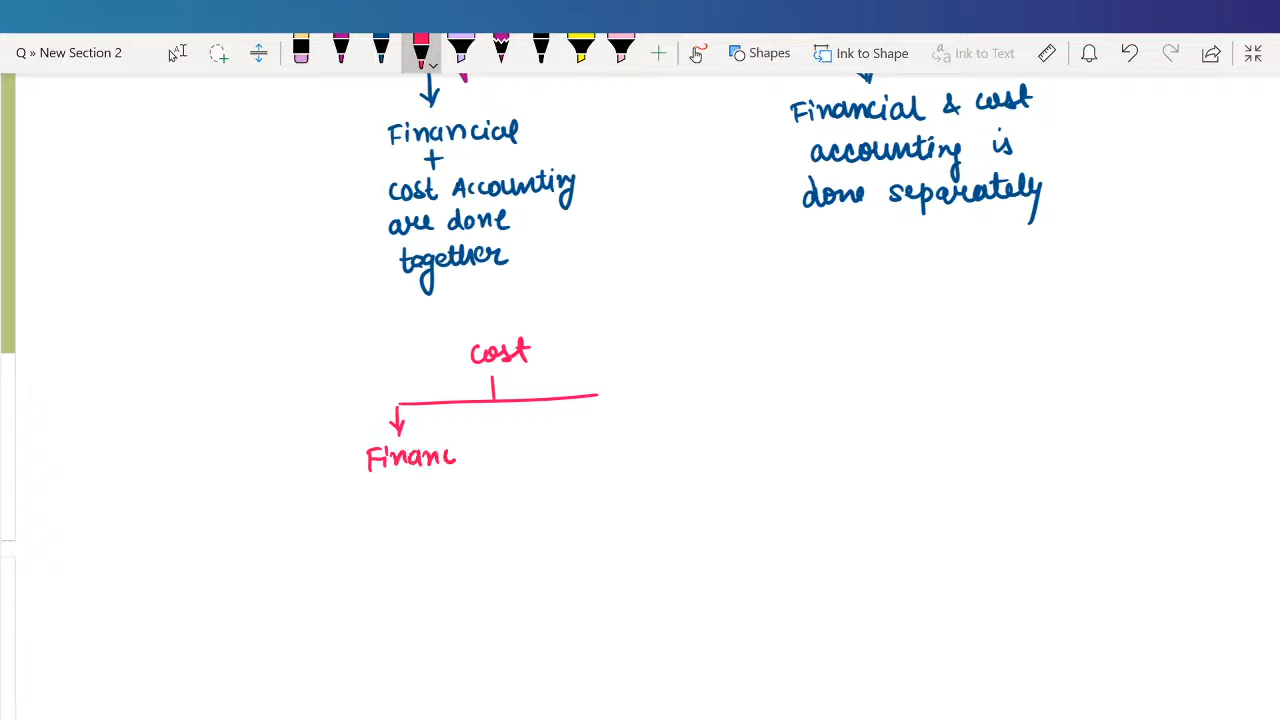 Q » New Section 2
Shapes
Ink to Shape
Ink to Text
Financial
+
cost Accounting
are done
together
Financial & cost
accounting is
done separately
cost
Financ